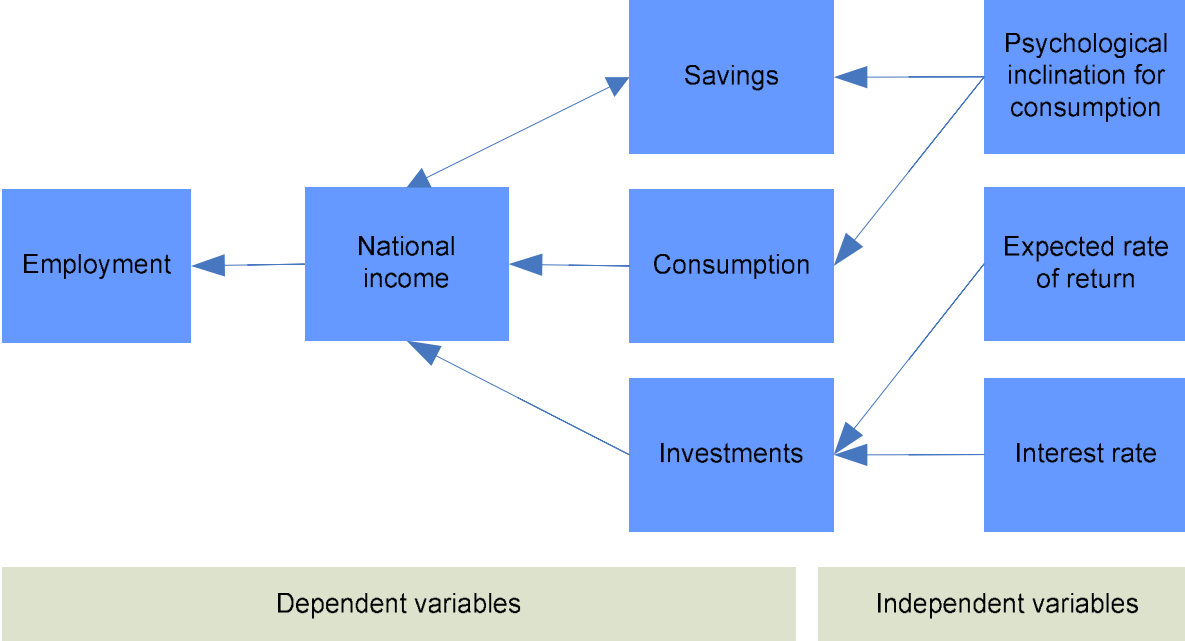 Savings
Psychological
inclination for
consumption
Employment
National
income
Consumption
Expected rate
of return
Investments
Interest rate
Dependent variables
Independent variables